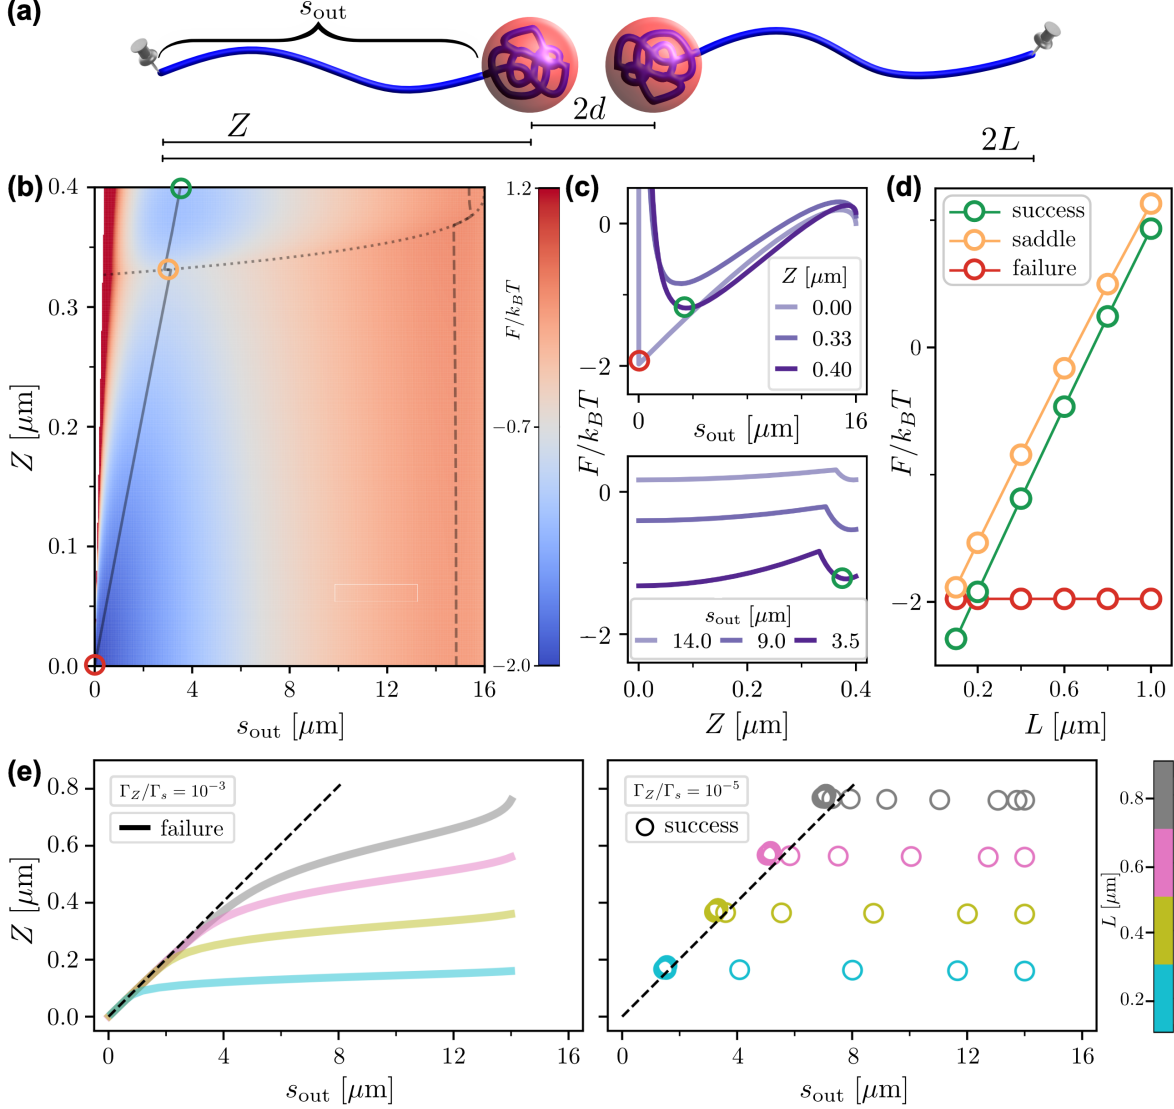 (a)
s_out
Z
2d
2L
(b)
0.4
0.3
0.2
0.1
0.0
Z [μm]
0 4 8 12 16
s_out [μm]
1.2
F/k_BT
−0.7
−2.0
(c)
0
−2
Z [μm]
0.00
0.33
0.40
0 16
s_out [μm]
F/k_BT
0
−2
s_out [μm]
14.0 9.0 3.5
0.0 0.2 0.4
Z [μm]
(d)
success
saddle
failure
0
−2
F/k_BT
0.2 0.6 1.0
L [μm]
(e)
0.8
0.6
0.4
0.2
0.0
Z [μm]
Γ_Z/Γ_s = 10^−3
failure
0 4 8 12 16
s_out [μm]
Γ_Z/Γ_s = 10^−5
success
0 4 8 12 16
s_out [μm]
L [μm]
0.8
0.6
0.4
0.2